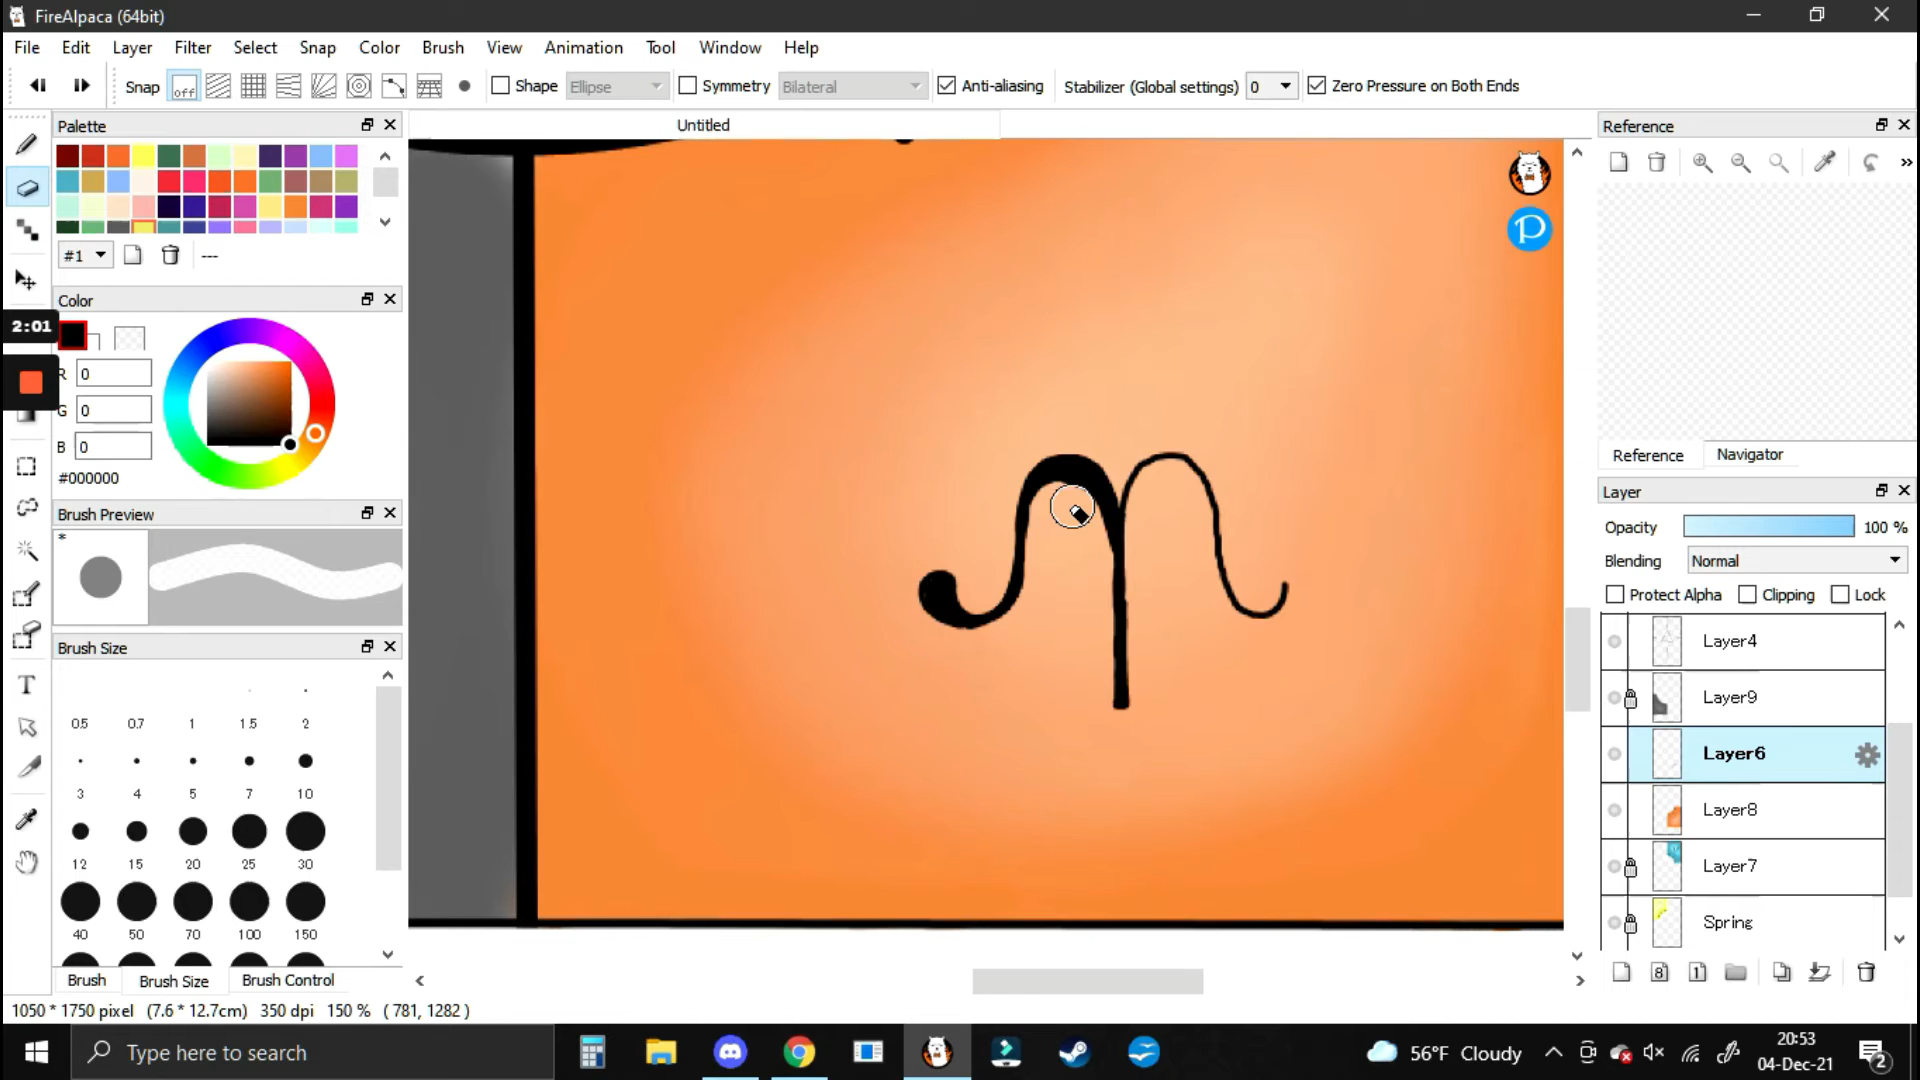 FireAlpaca (64bit)
File Edit Layer Filter Select Snap Color Brush View Animation Tool Window Help
Snap off Shape Ellipse Symmetry Bilateral Anti-aliasing Stabilizer (Global settings) 0 Zero Pressure on Both Ends
Palette
Untitled
Reference
#1 ---
Color
2:01
R 0
G 0
B 0
#000000
Reference Navigator
Layer
Brush Preview
Opacity 100 %
*
Blending Normal
Protect Alpha Clipping Lock
Brush Size
Layer4
Layer9
0.5 0.7 1 1.5 2
Layer6
3 4 5 7 10
Layer8
12 15 20 25 30
Layer7
40 50 70 100 150
Spring
8 1
T
P
Brush Brush Size Brush Control
1050 * 1750 pixel (7.6 * 12.7cm) 350 dpi 150 % ( 781, 1282 )
Type here to search
56°F Cloudy
20:53
04-Dec-21
2